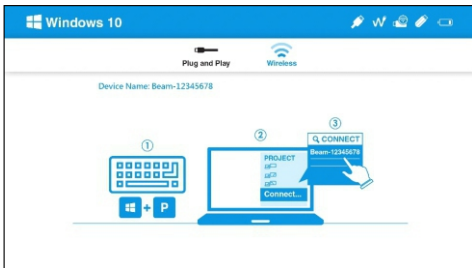 Windows 10
Plug and Play
Wireless
Device Name: Beam-12345678
①
②
③
PROJECT
Connect...
CONNECT
Beam-12345678
+ P